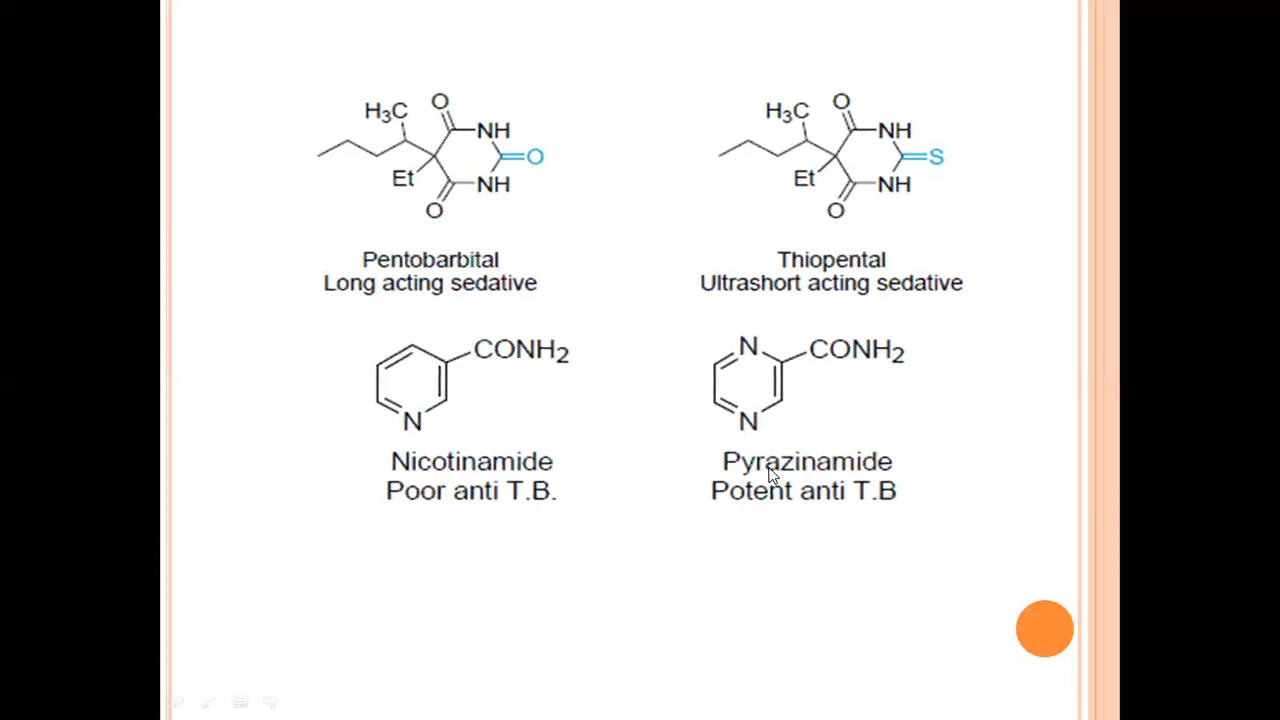 H3C O NH O Et NH O
H3C O NH S Et NH O
Pentobarbital
Long acting sedative
Thiopental
Ultrashort acting sedative
CONH2
N
N CONH2
N
Nicotinamide
Poor anti T.B.
Pyrazinamide
Potent anti T.B